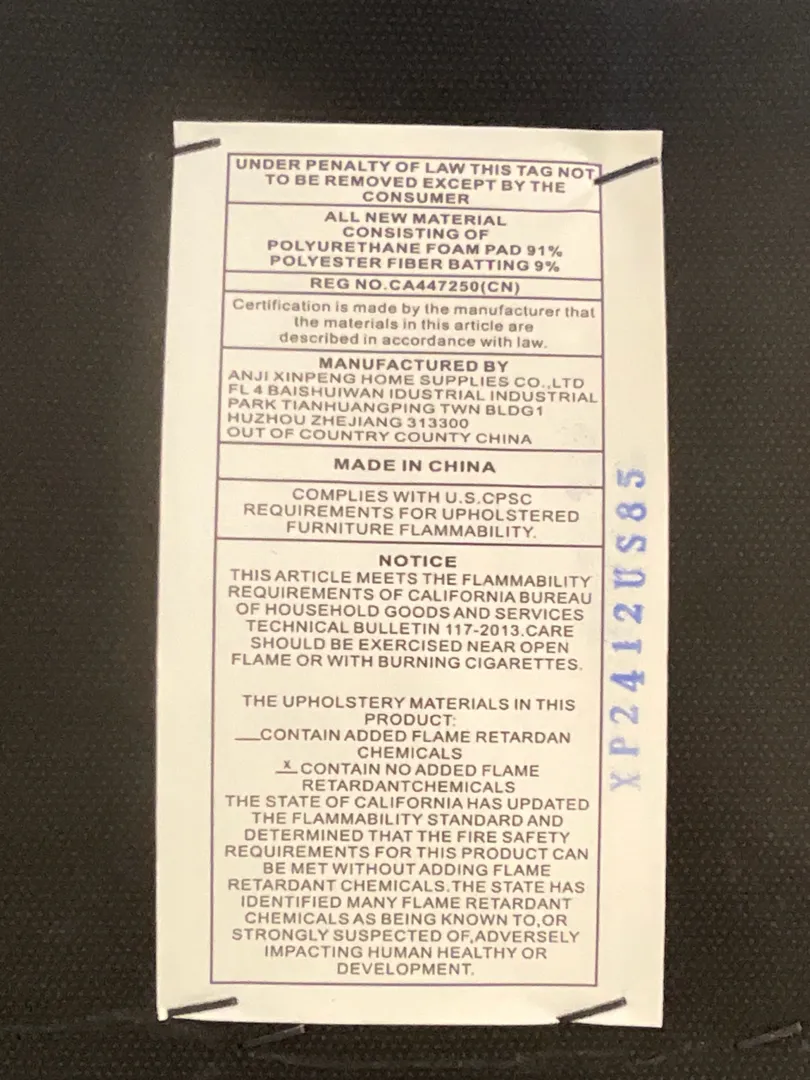 UNDER PENALTY OF LAW THIS TAG NOT
TO BE REMOVED EXCEPT BY THE
CONSUMER
ALL NEW MATERIAL
CONSISTING OF
POLYURETHANE FOAM PAD 91%
POLYESTER FIBER BATTING 9%
REG NO.CA447250(CN)
Certification is made by the manufacturer that
the materials in this article are
described in accordance with law.
MANUFACTURED BY
ANJI XINPENG HOME SUPPLIES CO.,LTD
FL 4 BAISHUIWAN IDUSTRIAL INDUSTRIAL
PARK TIANHUANGPING TWN BLDG1
HUZHOU ZHEJIANG 313300
OUT OF COUNTRY COUNTY CHINA
MADE IN CHINA
COMPLIES WITH U.S.CPSC
REQUIREMENTS FOR UPHOLSTERED
FURNITURE FLAMMABILITY.
NOTICE
THIS ARTICLE MEETS THE FLAMMABILITY
REQUIREMENTS OF CALIFORNIA BUREAU
OF HOUSEHOLD GOODS AND SERVICES
TECHNICAL BULLETIN 117-2013.CARE
SHOULD BE EXERCISED NEAR OPEN
FLAME OR WITH BURNING CIGARETTES.
THE UPHOLSTERY MATERIALS IN THIS
PRODUCT:
__CONTAIN ADDED FLAME RETARDAN
CHEMICALS
x CONTAIN NO ADDED FLAME
RETARDANTCHEMICALS
THE STATE OF CALIFORNIA HAS UPDATED
THE FLAMMABILITY STANDARD AND
DETERMINED THAT THE FIRE SAFETY
REQUIREMENTS FOR THIS PRODUCT CAN
BE MET WITHOUT ADDING FLAME
RETARDANT CHEMICALS.THE STATE HAS
IDENTIFIED MANY FLAME RETARDANT
CHEMICALS AS BEING KNOWN TO,OR
STRONGLY SUSPECTED OF,ADVERSELY
IMPACTING HUMAN HEALTHY OR
DEVELOPMENT.
XP2412US85